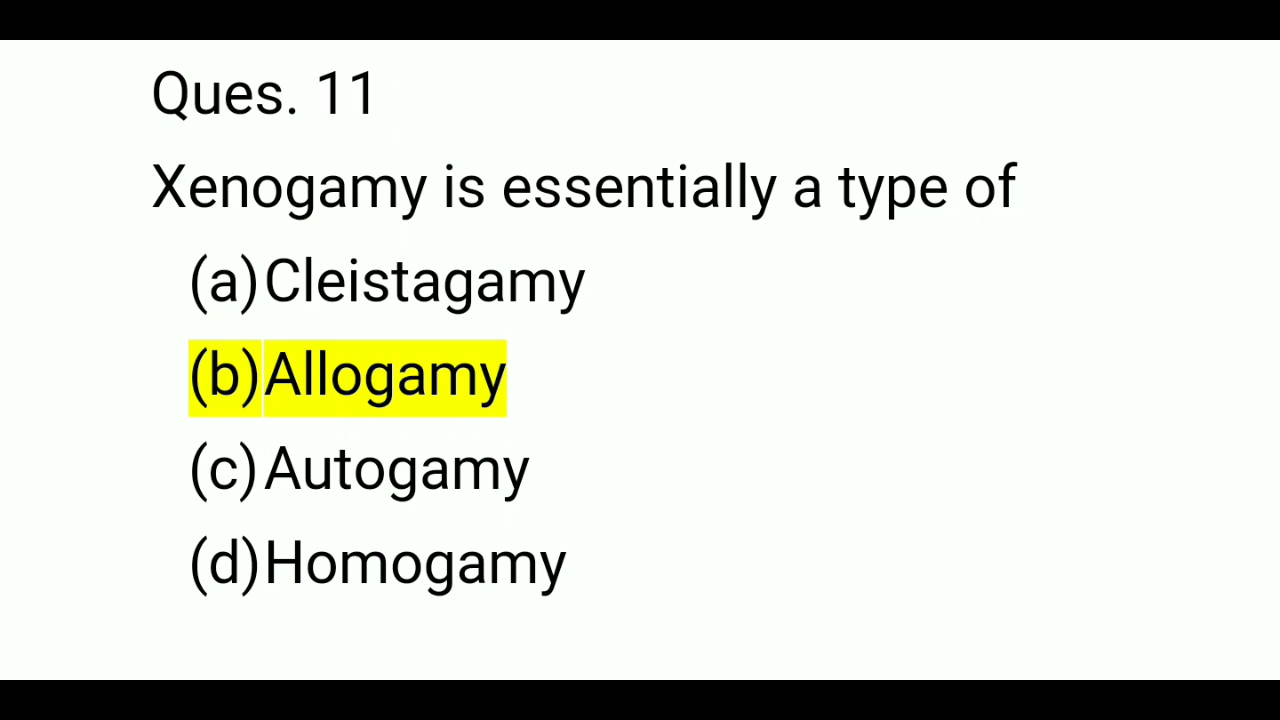 Ques. 11
Xenogamy is essentially a type of
(a) Cleistagamy
(b) Allogamy
(c) Autogamy
(d) Homogamy